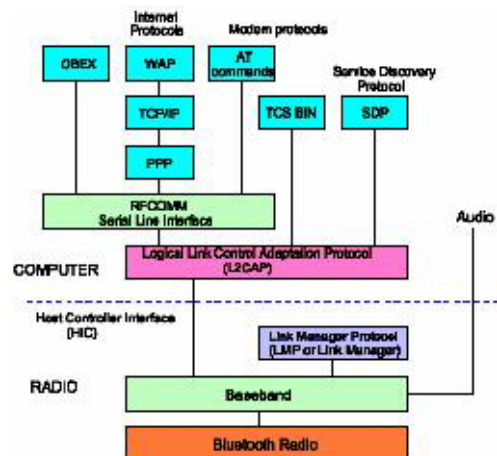 Internet
Protocols
Modem protocols
OBEX
WAP
AT
commands
Service Discovery
Protocol
TCP/IP
TCS BIN
SDP
PPP
RFCOMM
Serial Line Interface
Audio
Logical Link Control Adaptation Protocol
(L2CAP)
COMPUTER
Host Controller Interface
(HIC)
Link Manager Protocol
(LMP or Link Manager)
RADIO
Baseband
Bluetooth Radio